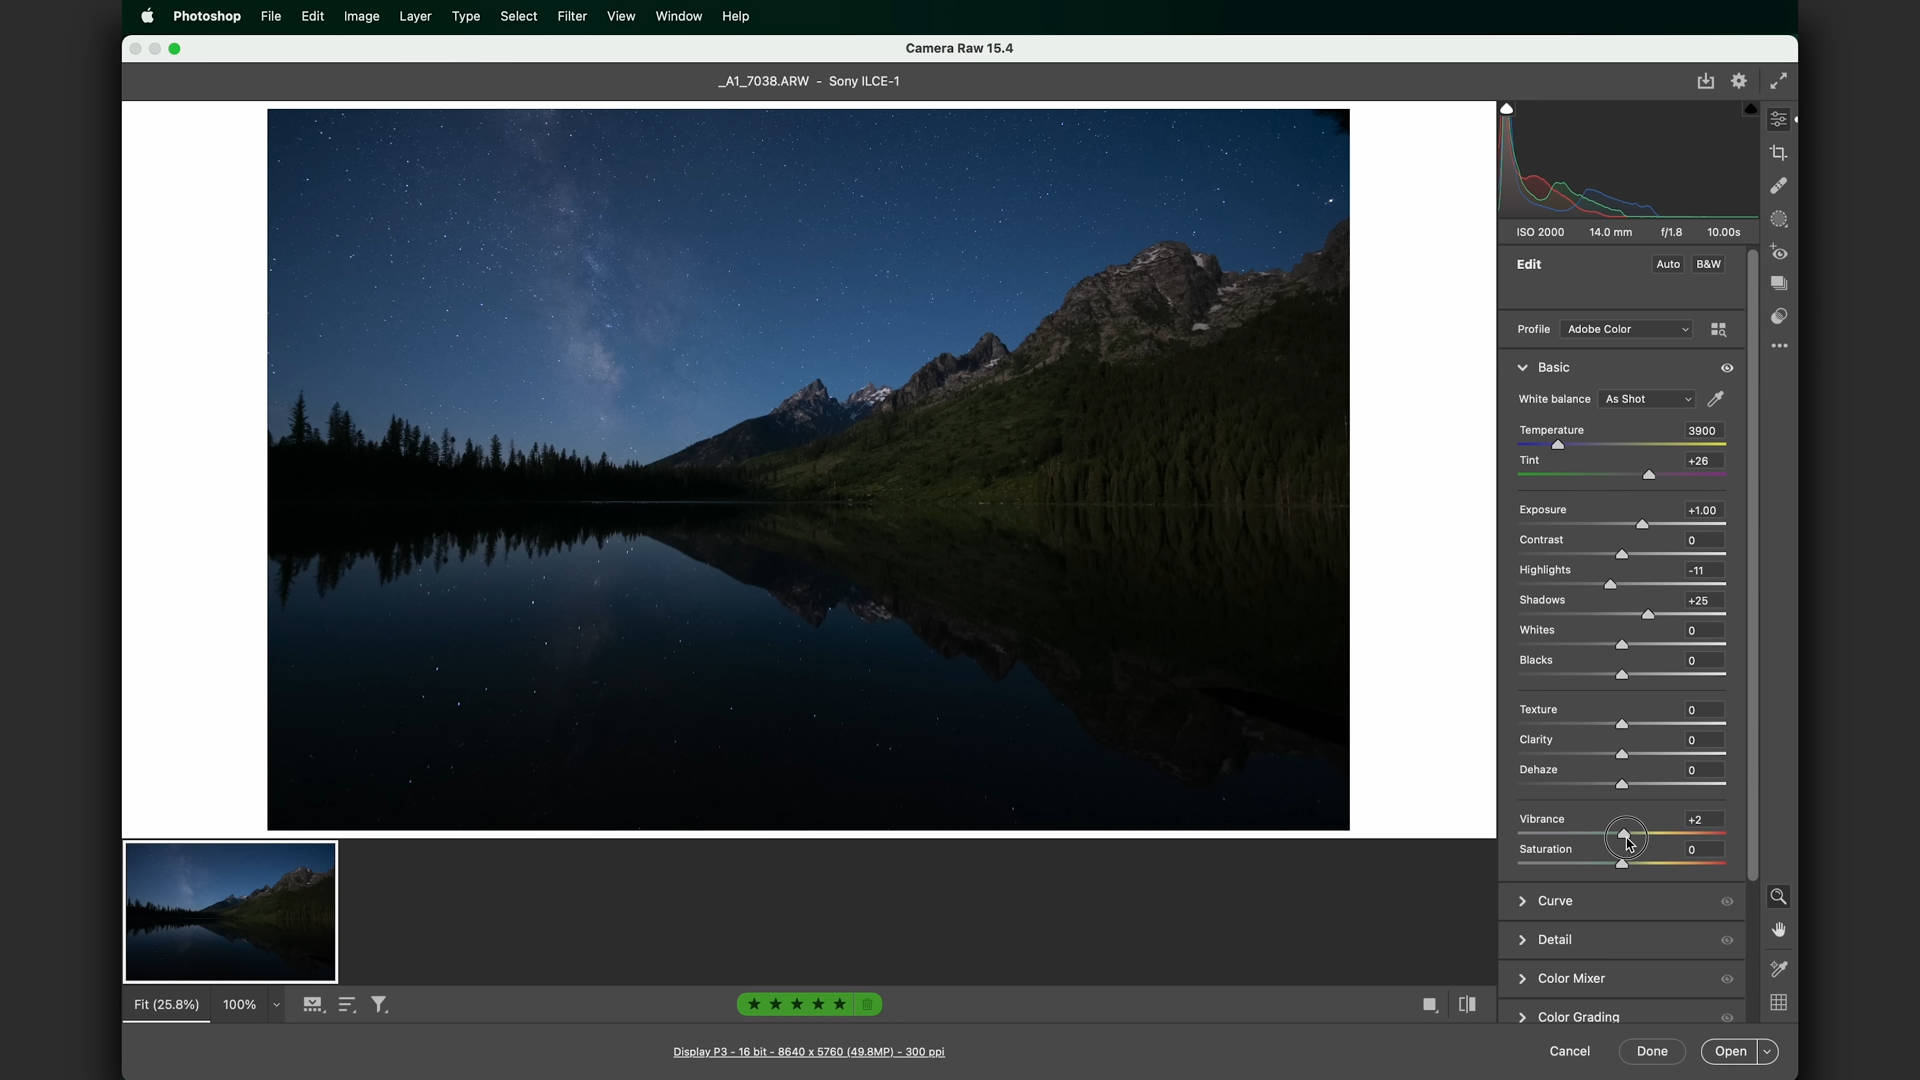 Photoshop File Edit Image Layer Type Select Filter View Window Help
Camera Raw 15.4
_A1_7038.ARW - Sony ILCE-1
ISO 2000 14.0 mm f/1.8 10.00s
Edit Auto B&W
Profile Adobe Color
Basic
White balance As Shot
Temperature 3900
Tint +26
Exposure +1.00
Contrast 0
Highlights -11
Shadows +25
Whites 0
Blacks 0
Texture 0
Clarity 0
Dehaze 0
Vibrance +2
Saturation 0
Curve
Detail
Color Mixer
Color Grading
Fit (25.8%) 100%
Display P3 - 16 bit - 8640 x 5760 (49.8MP) - 300 ppi
Cancel Done Open